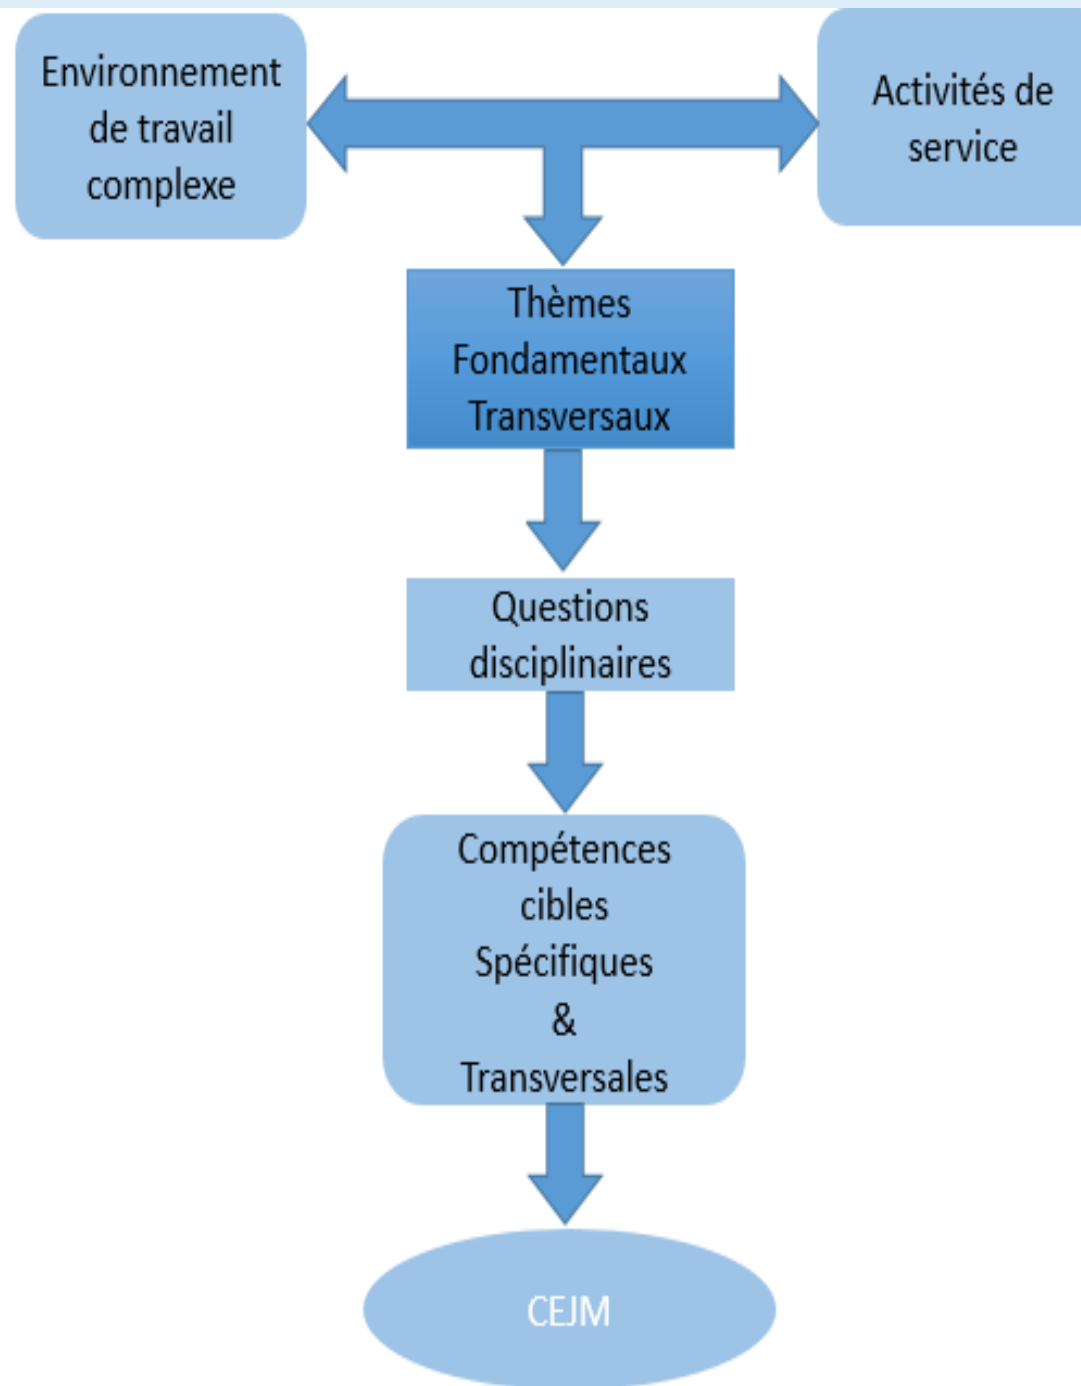 Environnement
de travail
complexe
Activités de
service
Thèmes
Fondamentaux
Transversaux
Questions
disciplinaires
Compétences
cibles
Spécifiques
&
Transversales
CEJM